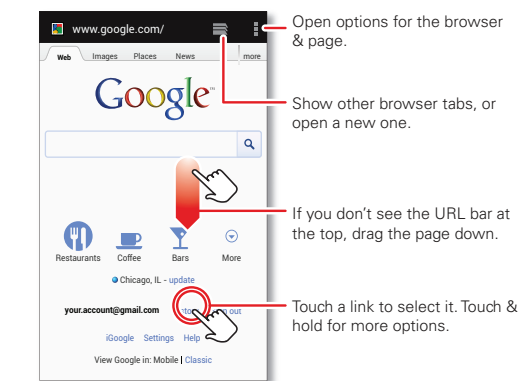 www.google.com/
Web Images Places News more
Google
Restaurants Coffee Bars More
Chicago, IL - update
your.account@gmail.com out
iGoogle Settings Help
View Google in: Mobile | Classic
Open options for the browser
& page.
Show other browser tabs, or
open a new one.
If you don't see the URL bar at
the top, drag the page down.
Touch a link to select it. Touch &
hold for more options.